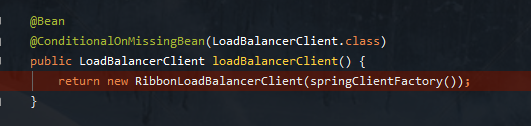 @Bean
@ConditionalOnMissingBean(LoadBalancerClient.class)
public LoadBalancerClient loadBalancerClient() {
return new RibbonLoadBalancerClient(springClientFactory());
}